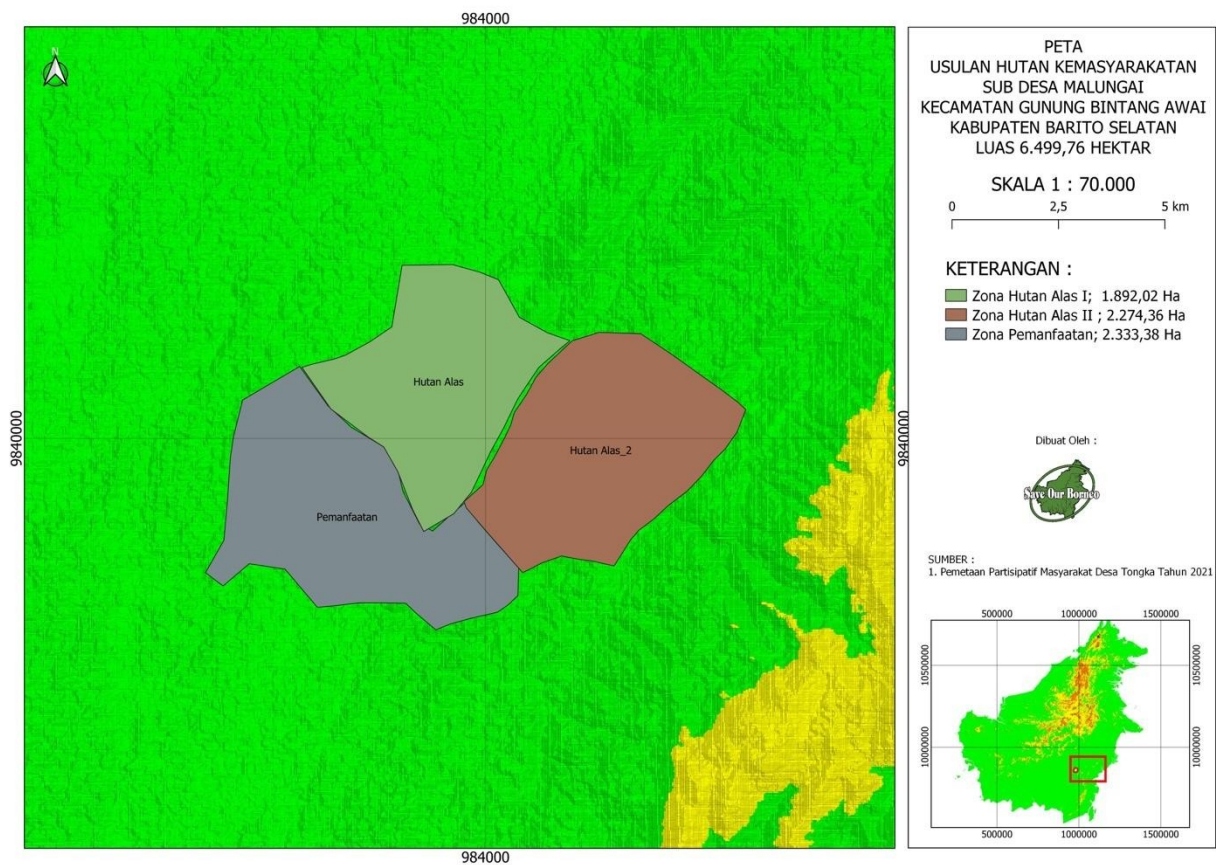 984000
N
9840000
9840000
Hutan Alas
Hutan Alas_2
Pemanfaatan
984000
PETA
USULAN HUTAN KEMASYARAKATAN
SUB DESA MALUNGAI
KECAMATAN GUNUNG BINTANG AWAI
KABUPATEN BARITO SELATAN
LUAS 6.499,76 HEKTAR
SKALA 1 : 70.000
0 2,5 5 km
KETERANGAN :
Zona Hutan Alas I; 1.892,02 Ha
Zona Hutan Alas II ; 2.274,36 Ha
Zona Pemanfaatan; 2.333,38 Ha
Dibuat Oleh :
Save Our Borneo
SUMBER :
1. Pemetaan Partisipatif Masyarakat Desa Tongka Tahun 2021
500000 1000000 1500000
10500000 10500000
10000000 10000000
500000 1000000 1500000